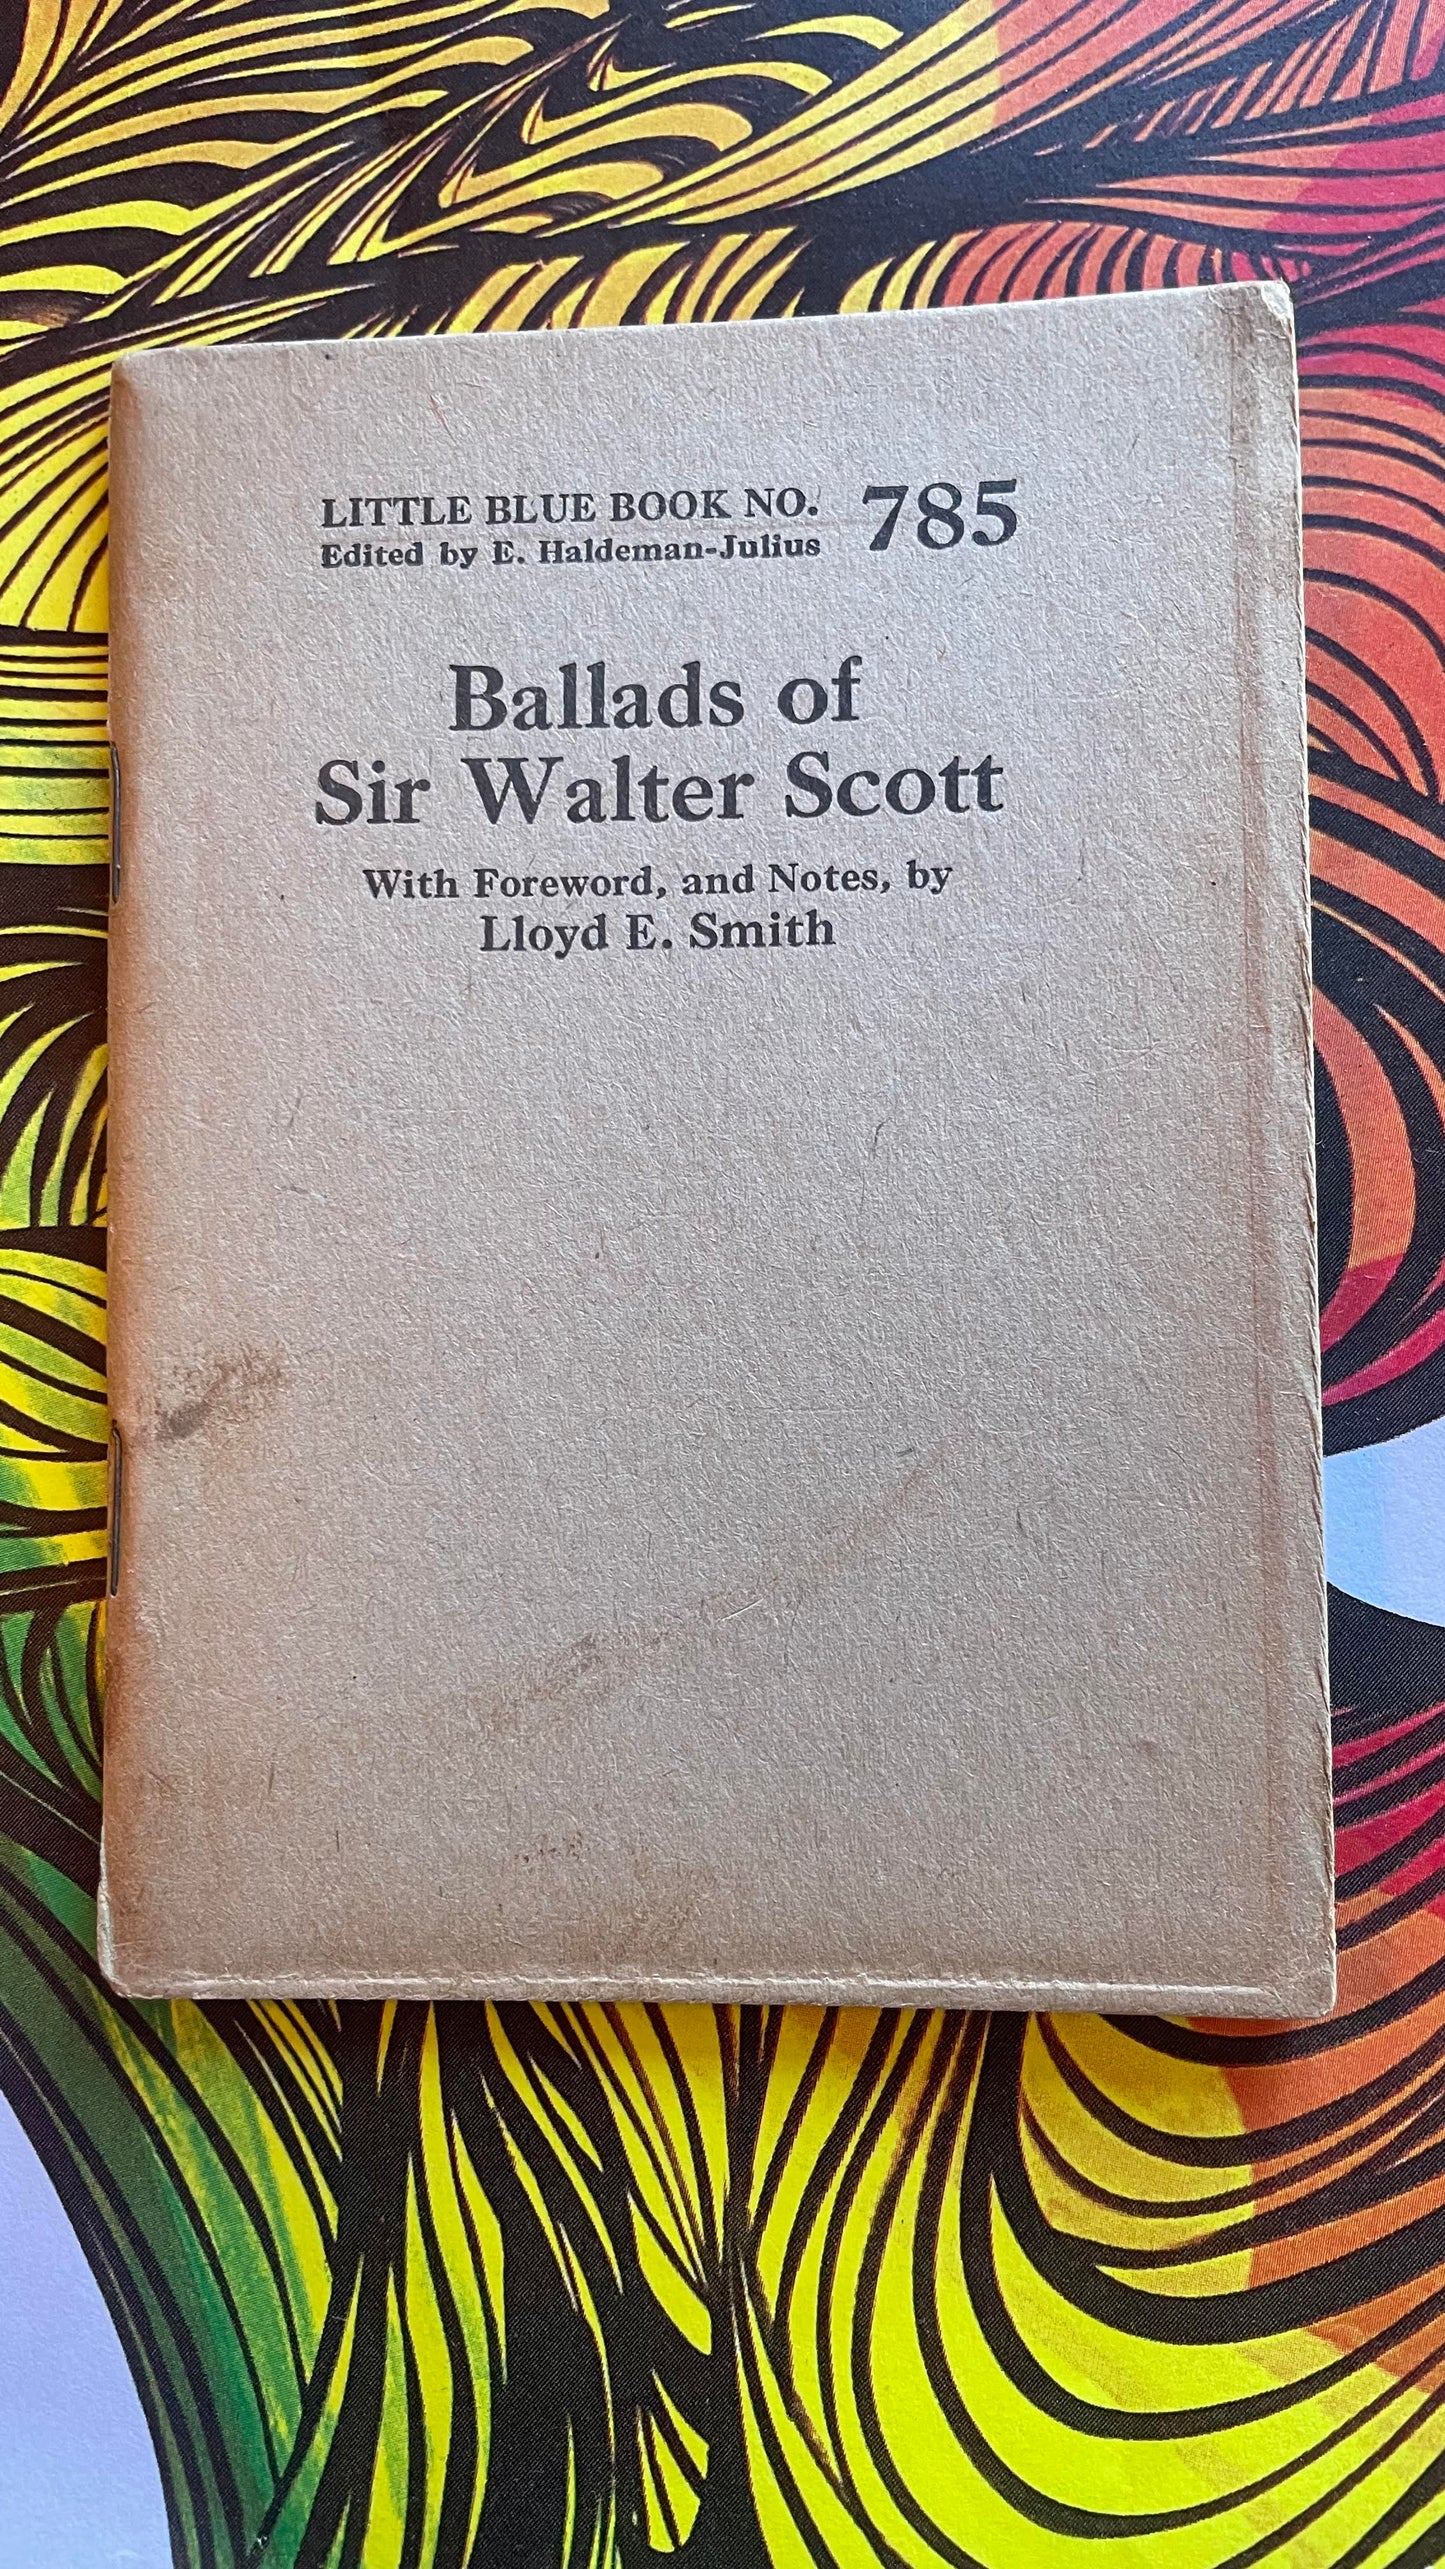 LITTLE BLUE BOOK NO. 785
Edited by E. Haldeman-Julius
Ballads of
Sir Walter Scott
With Foreword, and Notes, by
Lloyd E. Smith